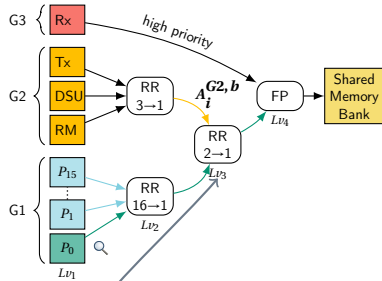 G3
Rx
high priority
G2
Tx
DSU
RM
RR
3→1
A_i^{G2,b}
FP
Lv₄
Shared
Memory
Bank
RR
2→1
Lv₃
G1
P₁₅
P₁
P₀
Lv₁
RR
16→1
Lv₂